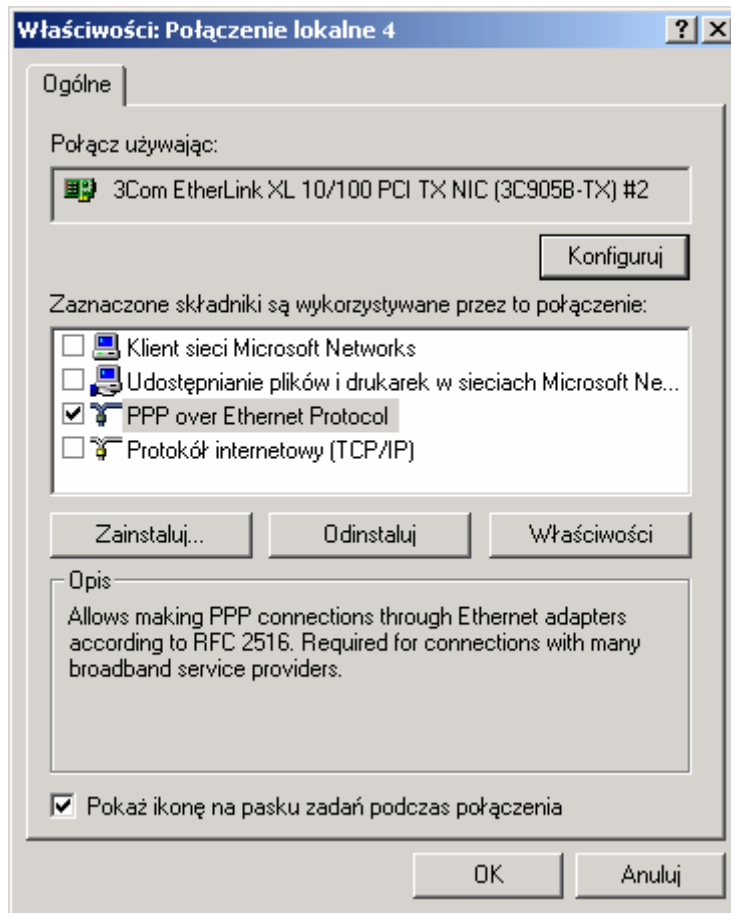 Właściwości: Połączenie lokalne 4
Ogólne
Połącz używając:
3Com EtherLink XL 10/100 PCI TX NIC (3C905B-TX) #2
Konfiguruj
Zaznaczone składniki są wykorzystywane przez to połączenie:
Klient sieci Microsoft Networks
Udostępnianie plików i drukarek w sieciach Microsoft Ne...
PPP over Ethernet Protocol
Protokół internetowy (TCP/IP)
Zainstaluj... Odinstaluj Właściwości
Opis
Allows making PPP connections through Ethernet adapters
according to RFC 2516. Required for connections with many
broadband service providers.
Pokaż ikonę na pasku zadań podczas połączenia
OK Anuluj